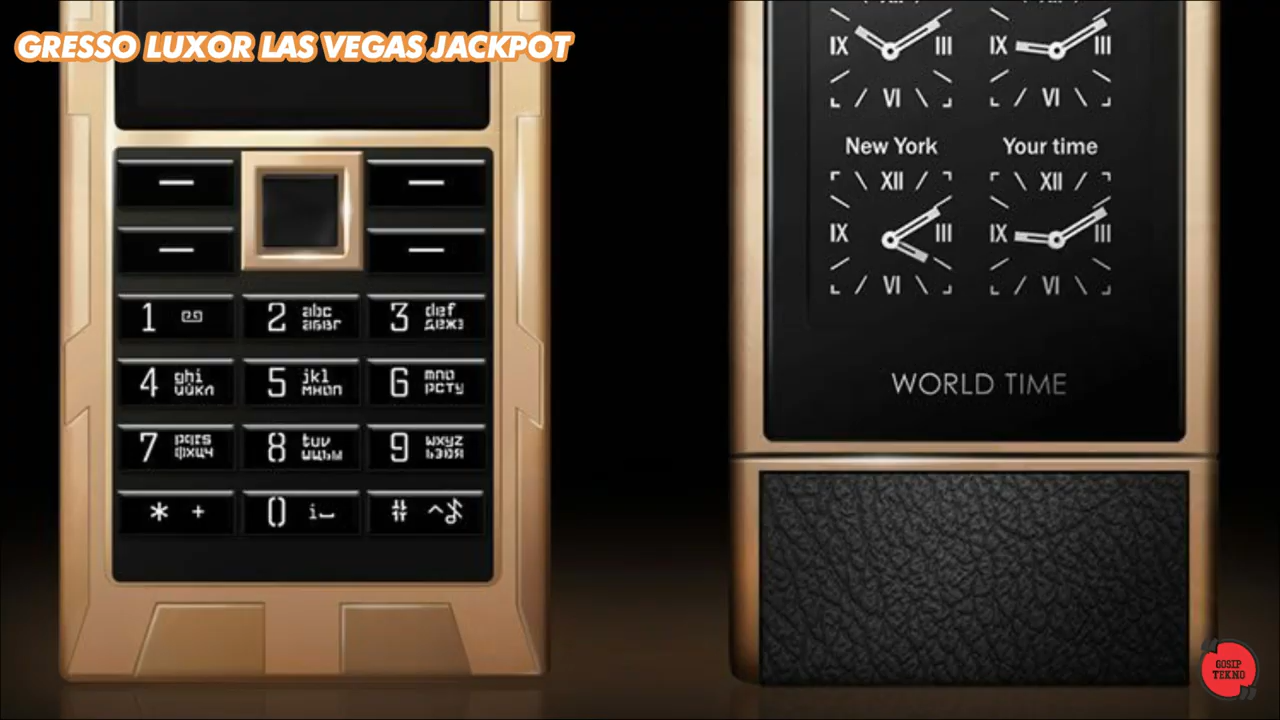 GRESSO LUXOR LAS VEGAS JACKPOT
IX III IX III
VI VI
New York Your time
XII XII
IX III IX III
VI VI
WORLD TIME
1
2 abc
абвг
3 def
дежз
4 ghi
ийкл
5 jkl
мноп
6 mno
рсту
7 pqrs
фхцч
8 tuv
шщъы
9 wxyz
ьэюя
* +
0
#
GOSIP
TEKNO